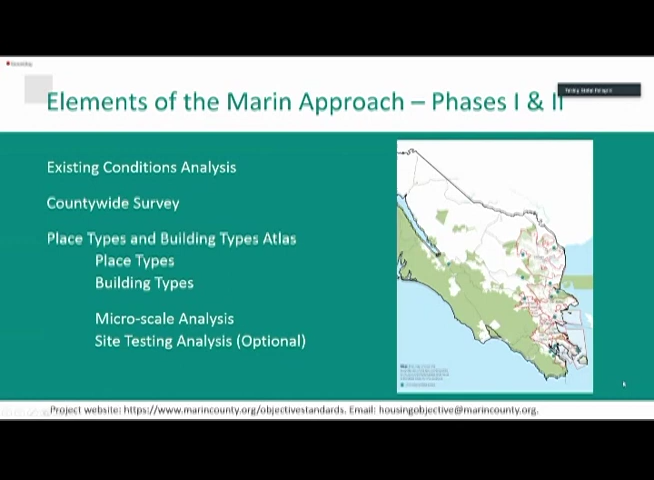 Recording
Elements of the Marin Approach – Phases I & II
Existing Conditions Analysis
Countywide Survey
Place Types and Building Types Atlas
Place Types
Building Types
Micro-scale Analysis
Site Testing Analysis (Optional)
Project website: https://www.marincounty.org/objectivestandards. Email: housingobjective@marincounty.org.